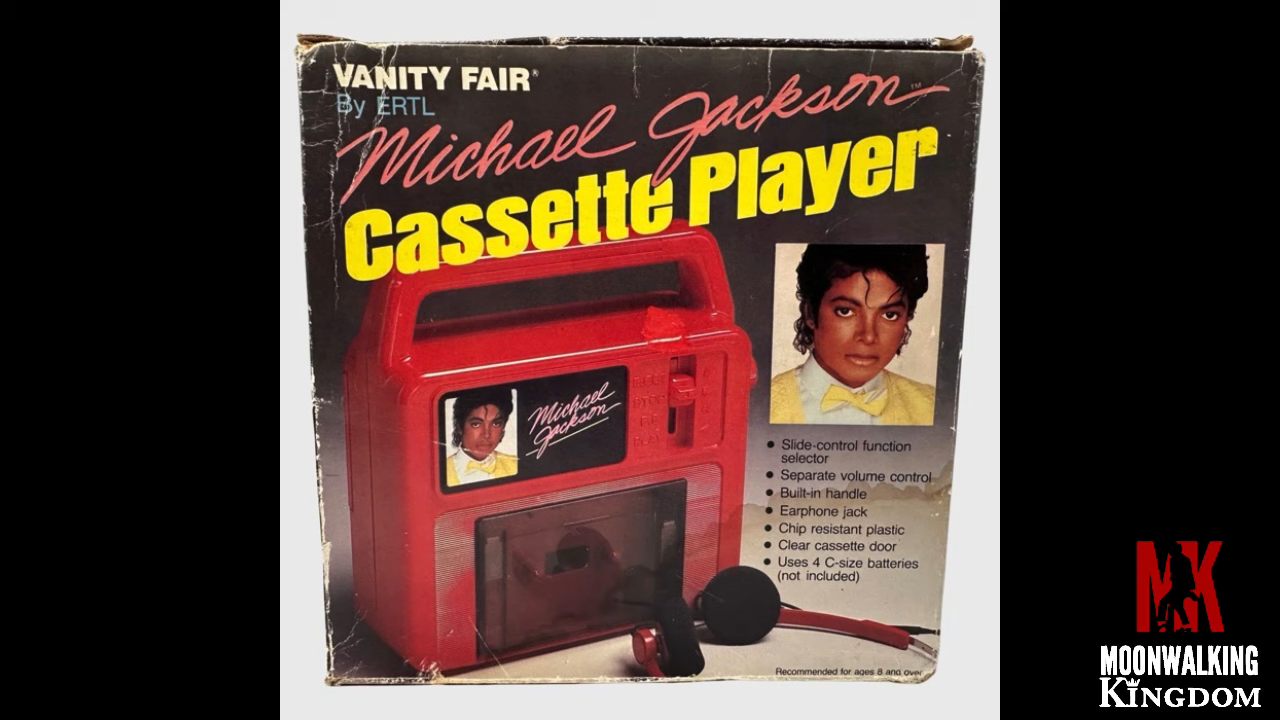 VANITY FAIR®
By ERTL
Michael Jackson™
Cassette Player
Michael
Jackson
PLAY
• Slide-control function
selector
• Separate volume control
• Built-in handle
• Earphone jack
• Chip resistant plastic
• Clear cassette door
• Uses 4 C-size batteries
(not included)
Recommended for ages 8 and over
MK
MOONWALKING
KINGDOM